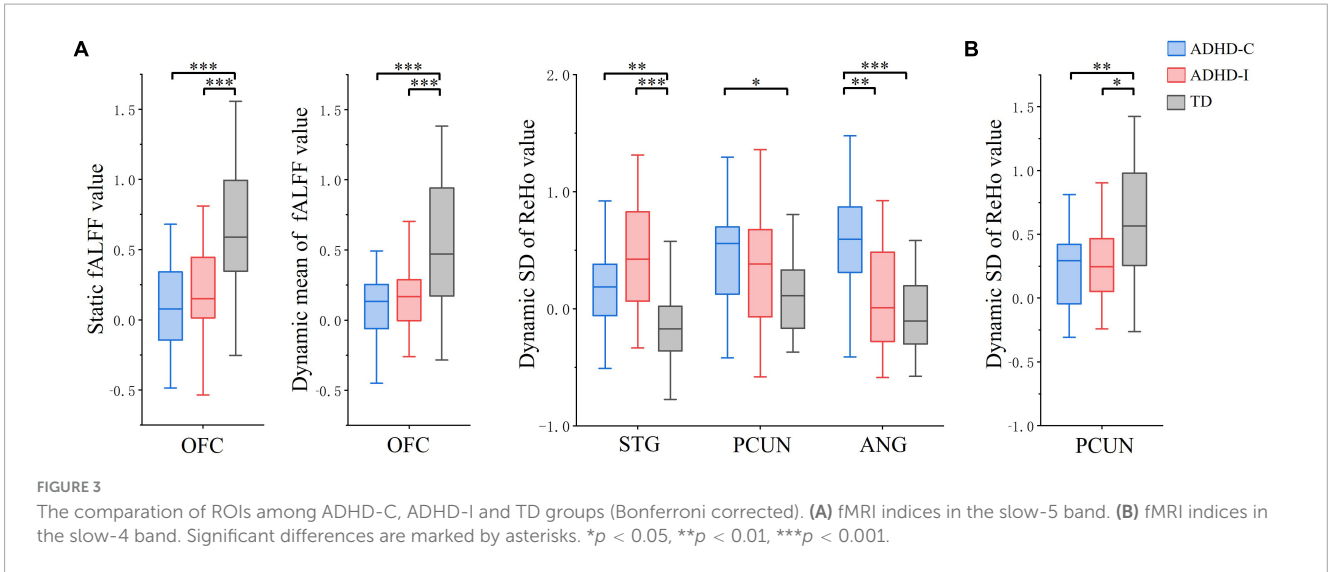 A
B
ADHD-C
ADHD-I
TD
Static fALFF value
1.5
1.0
0.5
0.0
-0.5
***
***
OFC
Dynamic mean of fALFF value
1.5
1.0
0.5
0.0
-0.5
***
***
OFC
Dynamic SD of ReHo value
2.0
1.0
0.0
-1.0
**
***
*
***
**
STG PCUN ANG
Dynamic SD of ReHo value
1.5
1.0
0.5
0.0
-0.5
-1.0
**
*
PCUN
FIGURE 3
The comparation of ROIs among ADHD-C, ADHD-I and TD groups (Bonferroni corrected). (A) fMRI indices in the slow-5 band. (B) fMRI indices in
the slow-4 band. Significant differences are marked by asterisks. *p < 0.05, **p < 0.01, ***p < 0.001.